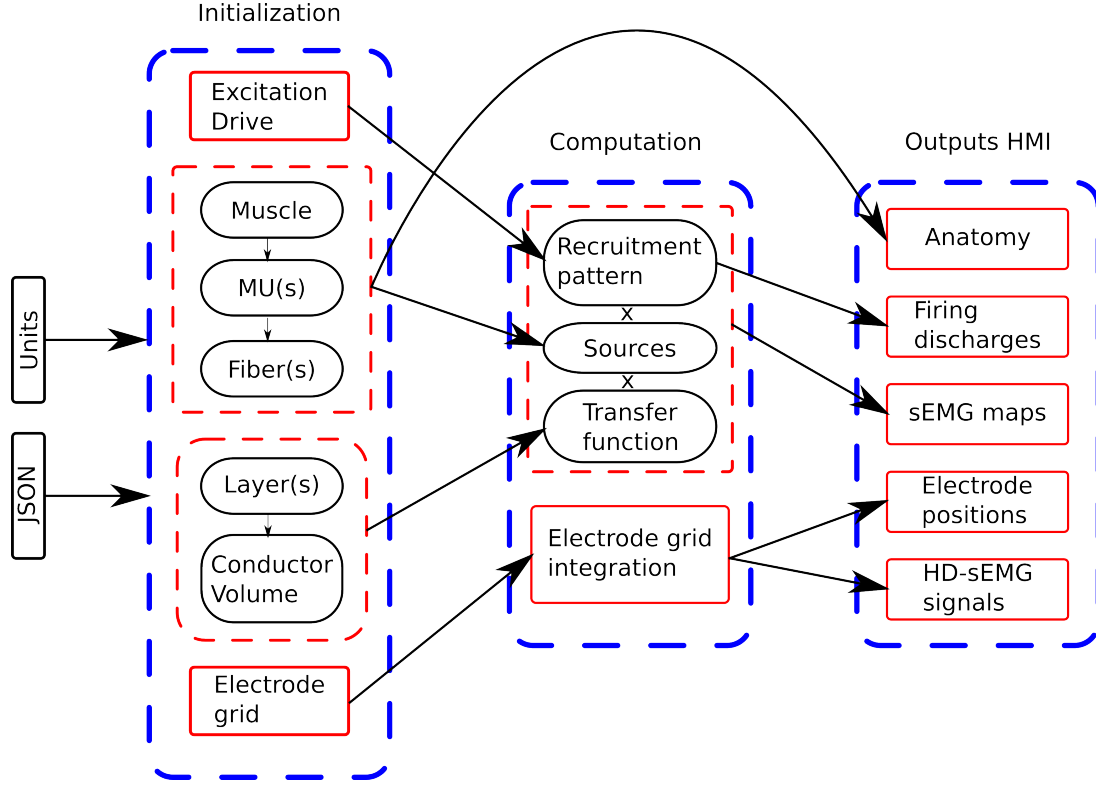 Initialization
Excitation
Drive
Muscle
MU(s)
Fiber(s)
Layer(s)
Conductor
Volume
Electrode
grid
Units
JSON
Computation
Recruitment
pattern
x
Sources
x
Transfer
function
Electrode grid
integration
Outputs HMI
Anatomy
Firing
discharges
sEMG maps
Electrode
positions
HD-sEMG
signals